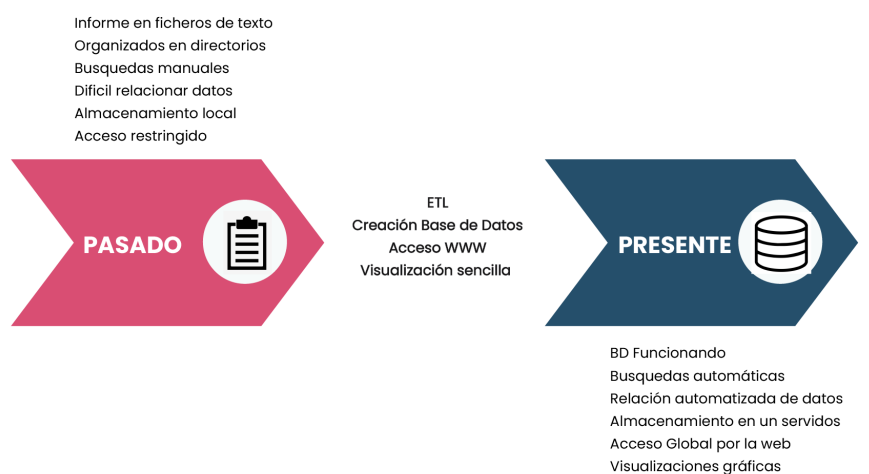 Informe en ficheros de texto
Organizados en directorios
Busquedas manuales
Dificil relacionar datos
Almacenamiento local
Acceso restringido
PASADO
ETL
Creación Base de Datos
Acceso WWW
Visualización sencilla
PRESENTE
BD Funcionando
Busquedas automáticas
Relación automatizada de datos
Almacenamiento en un servidos
Acceso Global por la web
Visualizaciones gráficas